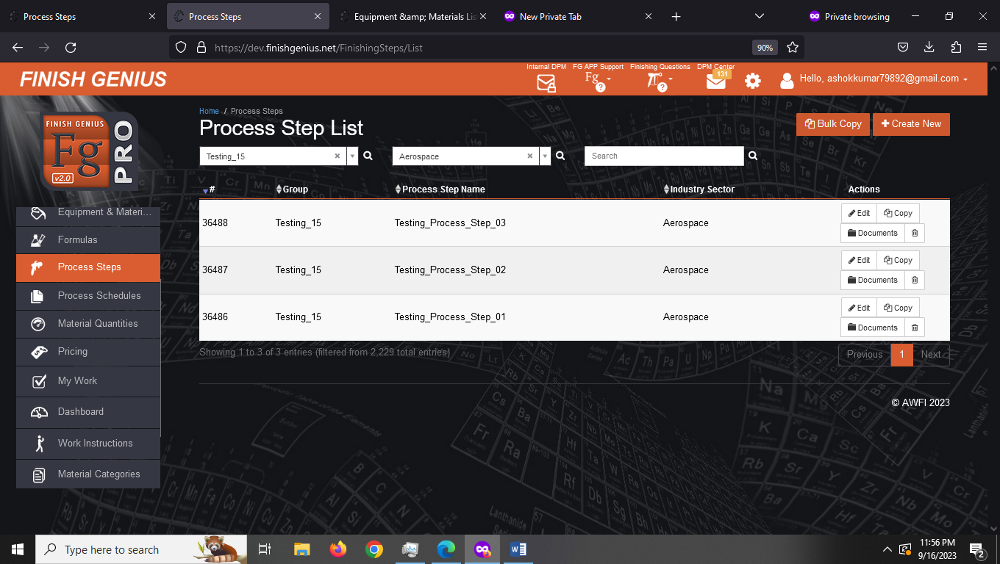 Process Steps
Process Steps
Equipment &amp; Materials Lis
New Private Tab
Private browsing
https://dev.finishgenius.net/FinishingSteps/List
90%
FINISH GENIUS
Internal DPM
FG APP Support
Fg
Finishing Questions
DPM Center
131
Hello, ashokkumar79892@gmail.com
FINISH GENIUS
Fg
v2.0
PRO
Home / Process Steps
Process Step List
Bulk Copy
Create New
Testing_15
Aerospace
Search
# Group Process Step Name Industry Sector Actions
36488 Testing_15 Testing_Process_Step_03 Aerospace Edit Copy
Documents
36487 Testing_15 Testing_Process_Step_02 Aerospace Edit Copy
Documents
36486 Testing_15 Testing_Process_Step_01 Aerospace Edit Copy
Documents
Showing 1 to 3 of 3 entries (filtered from 2,229 total entries)
Previous 1 Next
© AWFI 2023
Equipment & Materi...
Formulas
Process Steps
Process Schedules
Material Quantities
Pricing
My Work
Dashboard
Work Instructions
Material Categories
Type here to search
11:56 PM
9/16/2023
2